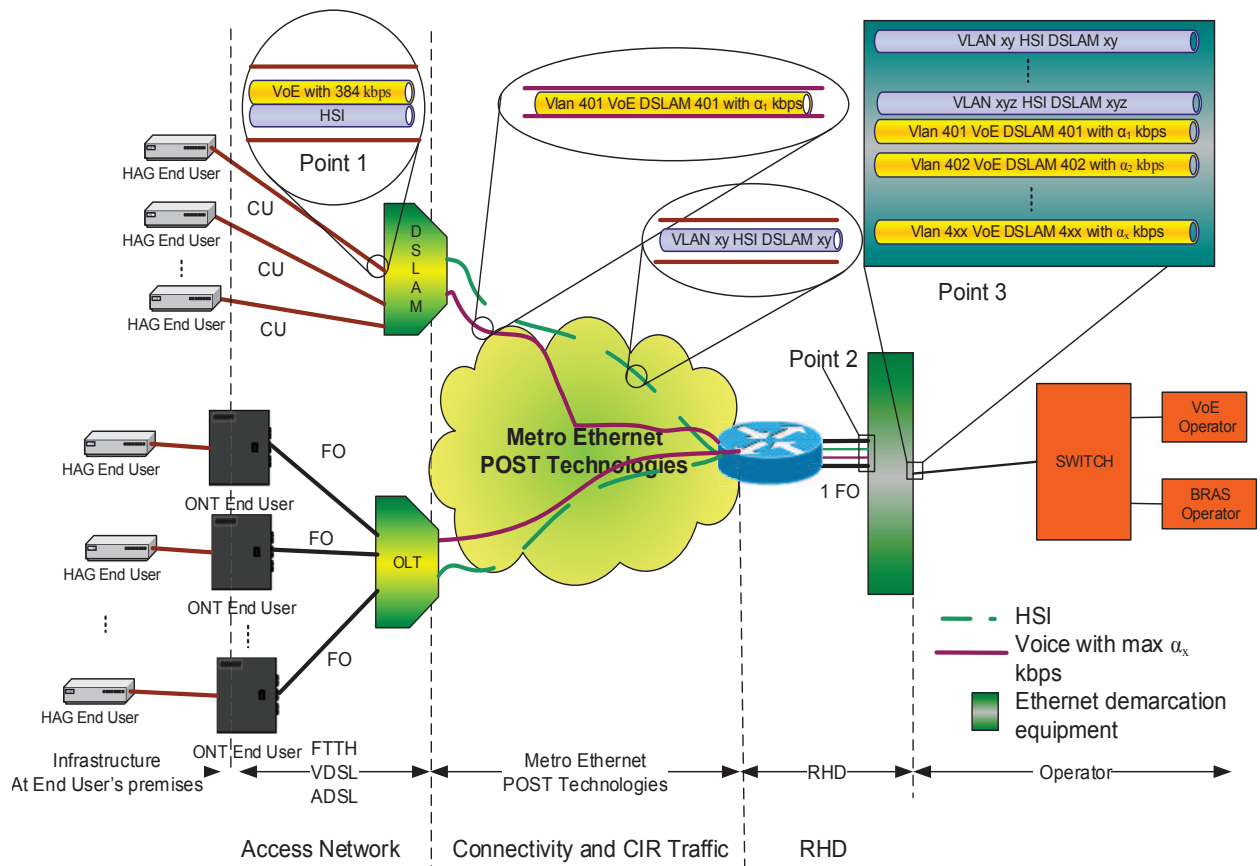 VoE with 384 kbps
HSI
Point 1
Vlan 401 VoE DSLAM 401 with α₁ kbps
VLAN xy HSI DSLAM xy
VLAN xy HSI DSLAM xy
VLAN xyz HSI DSLAM xyz
Vlan 401 VoE DSLAM 401 with α₁ kbps
Vlan 402 VoE DSLAM 402 with α₂ kbps
Vlan 4xx VoE DSLAM 4xx with αₓ kbps
Point 3
HAG End User
CU
HAG End User
CU
HAG End User
CU
DSLAM
Point 2
Metro Ethernet
POST Technologies
1 FO
SWITCH
VoE
Operator
BRAS
Operator
HAG End User
FO
ONT End User
HAG End User
FO
ONT End User
OLT
HAG End User
FO
ONT End User
HSI
Voice with max αₓ
kbps
Ethernet demarcation
equipment
Infrastructure
At End User's premises
FTTH
VDSL
ADSL
Metro Ethernet
POST Technologies
RHD
Operator
Access Network
Connectivity and CIR Traffic
RHD